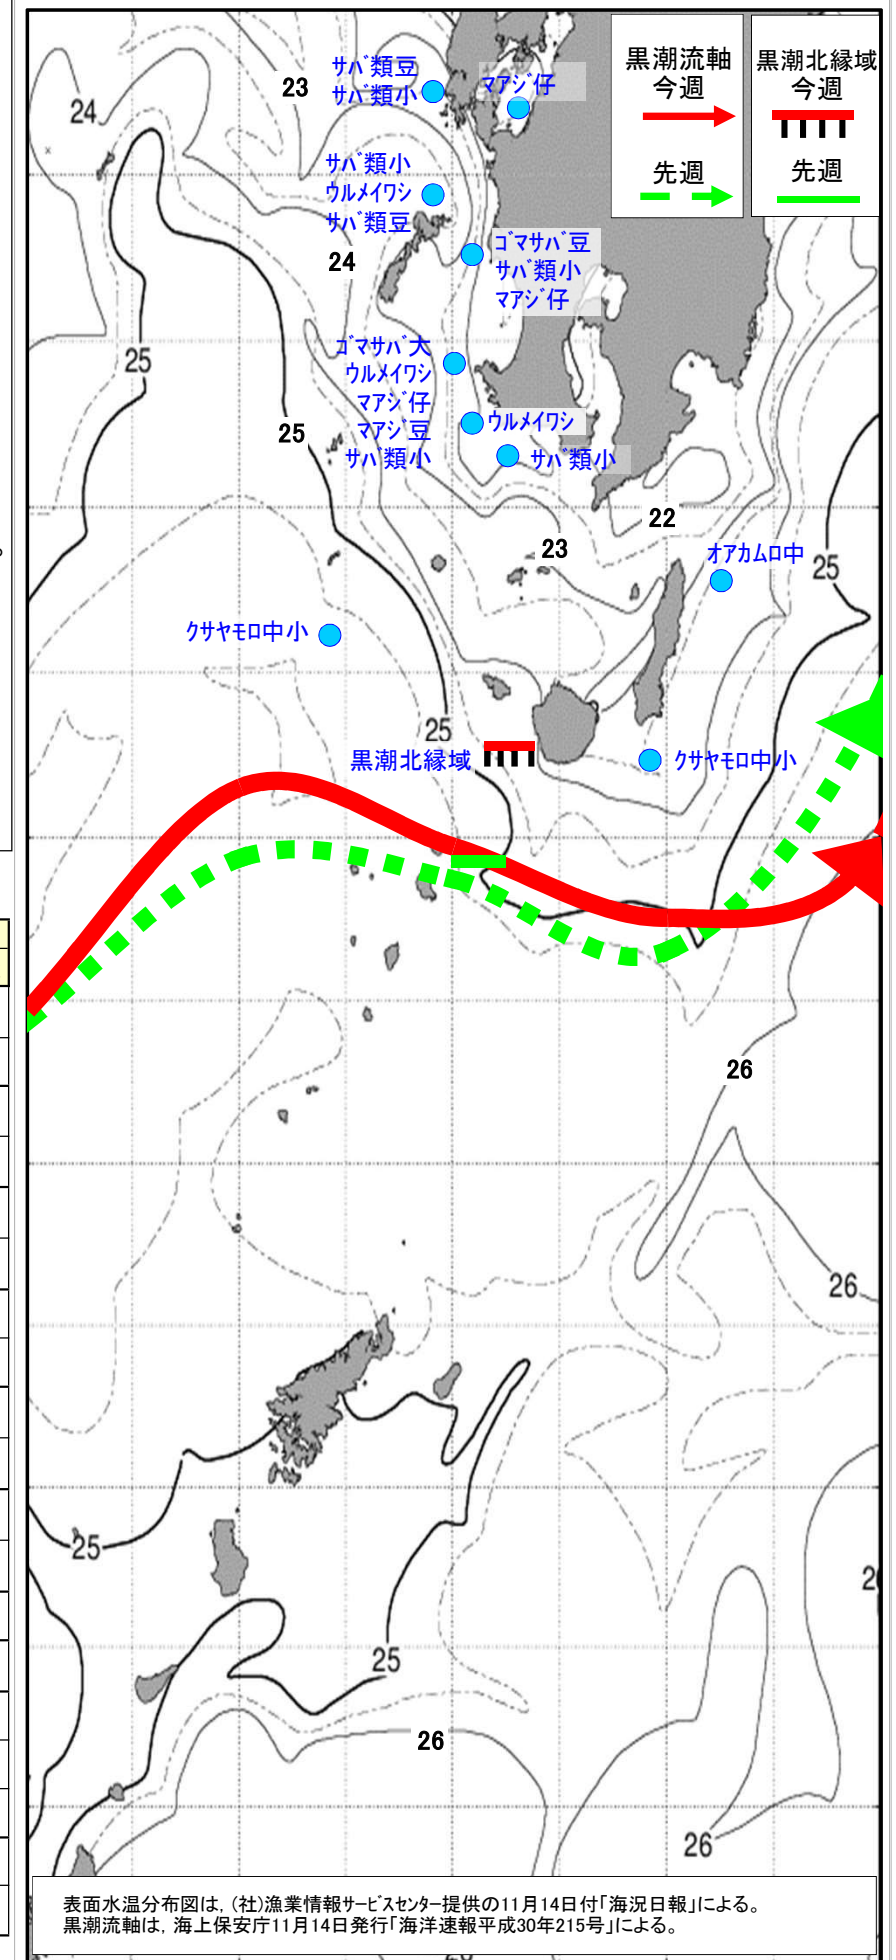 黒潮流軸
今週
先週
黒潮北縁域
今週
先週
サバ類豆
サバ類小
マアジ仔
23
24
サバ類小
ウルメイワシ
サバ類豆
ゴマサバ豆
サバ類小
マアジ仔
24
25
ゴマサバ大
ウルメイワシ
マアジ仔
マアジ豆
サバ類小
25
ウルメイワシ
サバ類小
22
23
オアカムロ中
25
クサヤモロ中小
25
黒潮北縁域
クサヤモロ中小
26
26
25
25
26
26
表面水温分布図は, (社)漁業情報サービスセンター提供の11月14日付「海況日報」による。
黒潮流軸は, 海上保安庁11月14日発行「海洋速報平成30年215号」による。